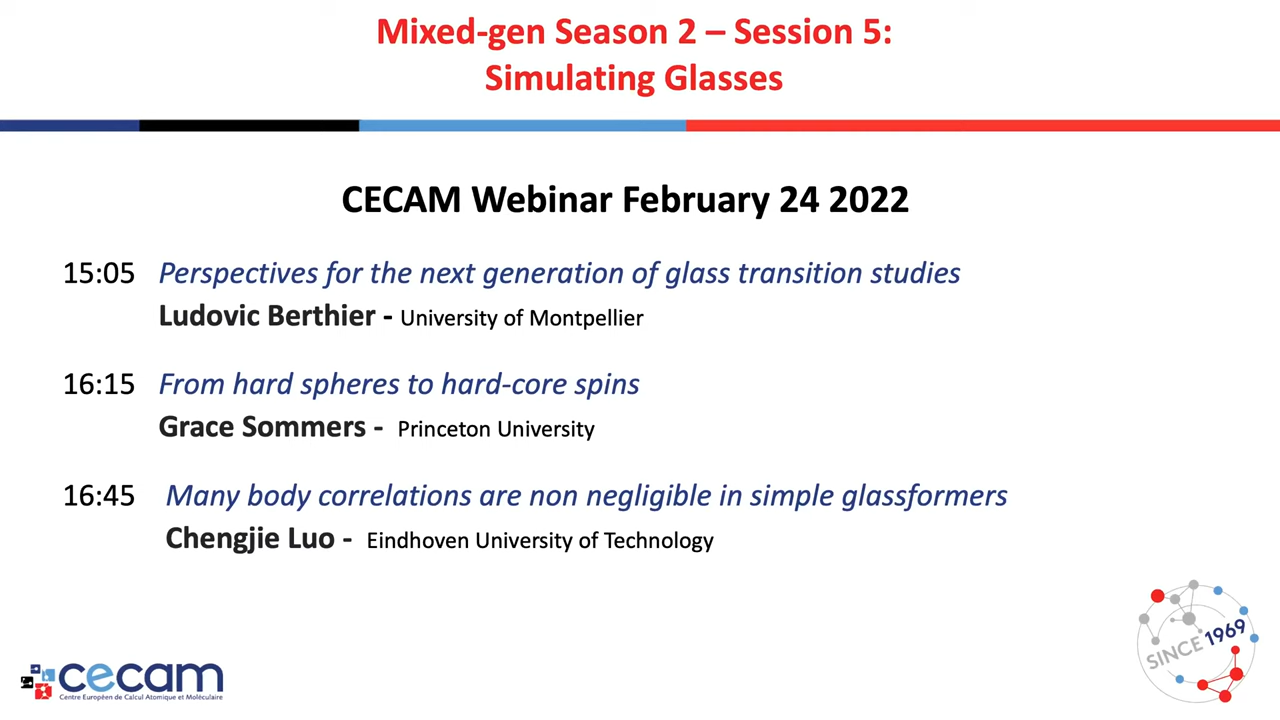 Mixed-gen Season 2 – Session 5:
Simulating Glasses
CECAM Webinar February 24 2022
15:05 Perspectives for the next generation of glass transition studies
Ludovic Berthier - University of Montpellier
16:15 From hard spheres to hard-core spins
Grace Sommers - Princeton University
16:45 Many body correlations are non negligible in simple glassformers
Chengjie Luo - Eindhoven University of Technology
SINCE 1969
cecam
Centre Européen de Calcul Atomique et Moléculaire